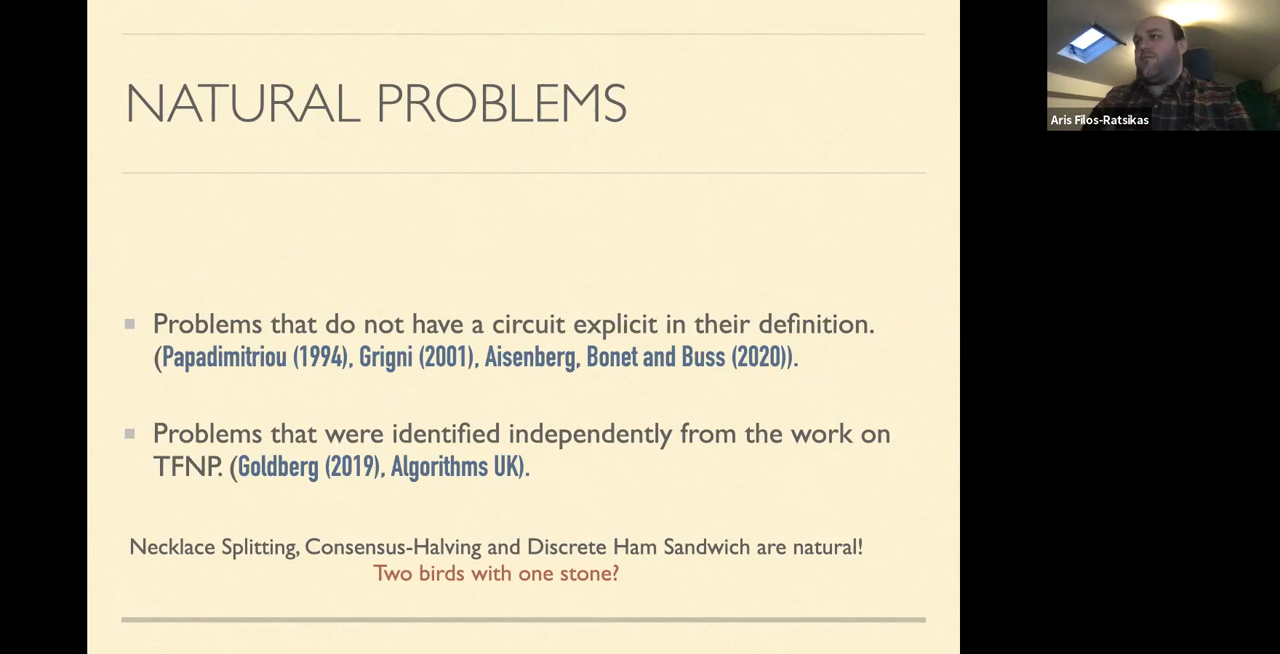 NATURAL PROBLEMS
Problems that do not have a circuit explicit in their definition.
(Papadimitriou (1994), Grigni (2001), Aisenberg, Bonet and Buss (2020)).
Problems that were identified independently from the work on
TFNP. (Goldberg (2019), Algorithms UK).
Necklace Splitting, Consensus-Halving and Discrete Ham Sandwich are natural!
Two birds with one stone?
Aris Filos-Ratsikas